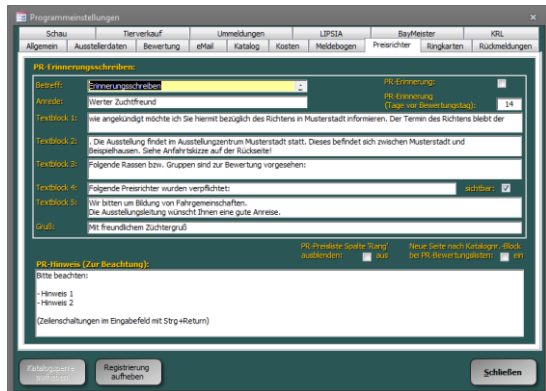 Programmeinstellungen
Schau Tierverkauf Ummeldungen LIPSIA BayMeister KRL
Allgemein Ausstellerdaten Bewertung eMail Katalog Kosten Meldebogen Preisrichter Ringkarten Rückmeldungen
PR-Erinnerungsschreiben:
Betreff: Erinnerungsschreiben PR-Erinnerung:
Anrede: Werter Zuchtfreund PR-Erinnerung (Tage vor Bewertungstag): 14
Textblock 1: wie angekündigt möchte ich Sie hiermit bezüglich des Richtens in Musterstadt informieren. Der Termin des Richtens bleibt der
Textblock 2: . Die Ausstellung findet im Ausstellungzentrum Musterstadt statt. Dieses befindet sich zwischen Musterstadt und
Beispielhausen. Siehe Anfahrtskizze auf der Rückseite!
Textblock 3: Folgende Rassen bzw. Gruppen sind zur Bewertung vorgesehen:
Textblock 4: Folgende Preisrichter wurden verpflichtet: sichtbar:
Textblock 5: Wir bitten um Bildung von Fahrgemeinschaften.
Die Ausstellungsleitung wünscht Ihnen eine gute Anreise.
Gruß: Mit freundlichem Züchtergruß
PR-Preisliste Spalte 'Rang' ausblenden: aus
Neue Seite nach Katalognr.-Block bei PR-Bewertungslisten: ein
PR-Hinweis (Zur Beachtung):
Bitte beachten:
- Hinweis 1
- Hinweis 2
(Zeilenschaltungen im Eingabefeld mit Strg+Return)
Katalogsperre aufheben
Registrierung aufheben
Schließen